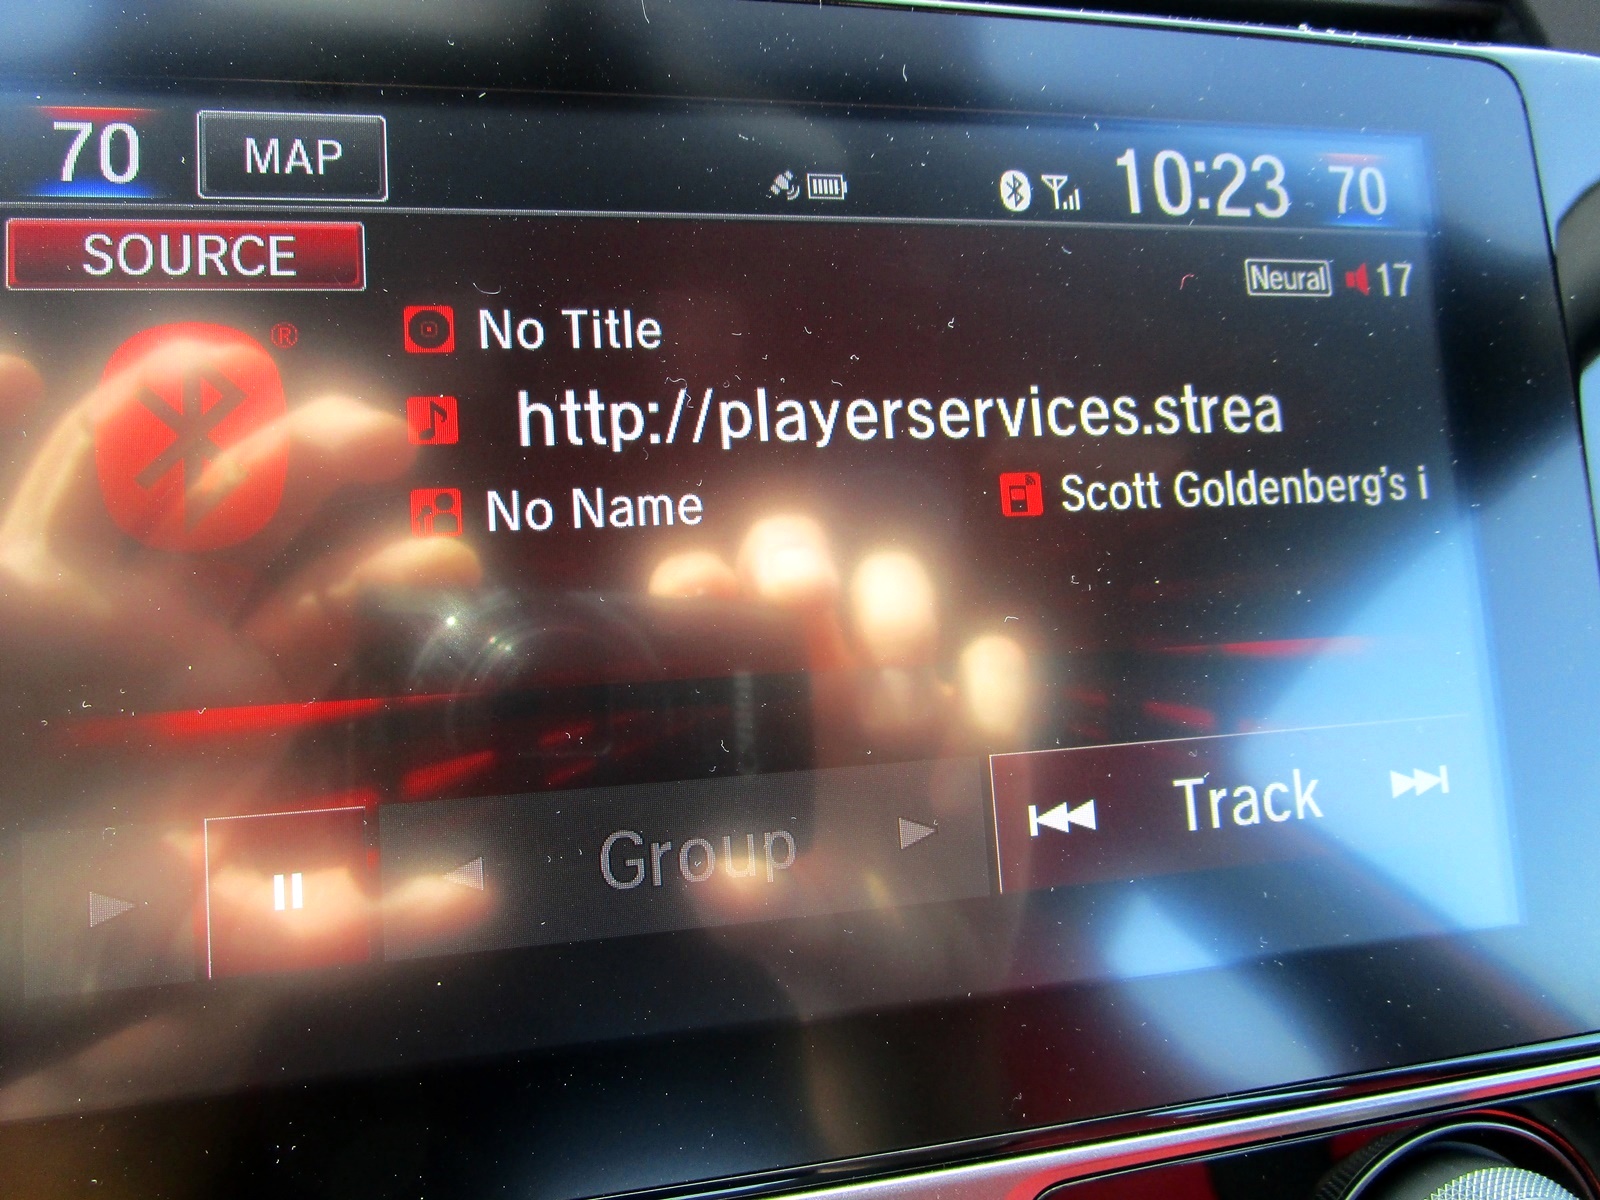 70 MAP 10:23 70
SOURCE
Neural 17
®
No Title
http://playerservices.strea
No Name
Scott Goldenberg's i
Group
Track